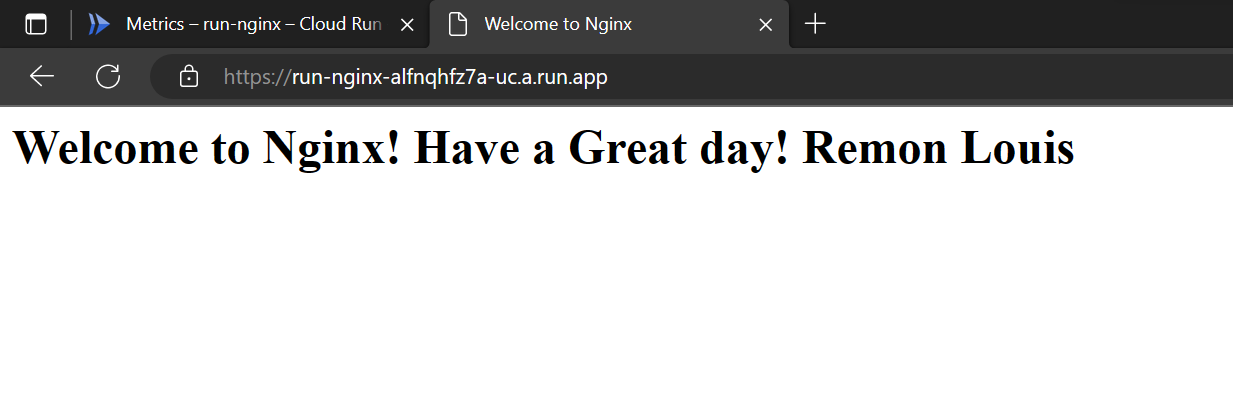 Metrics – run-nginx – Cloud Run
Welcome to Nginx
https://run-nginx-alfnqhfz7a-uc.a.run.app
Welcome to Nginx! Have a Great day! Remon Louis